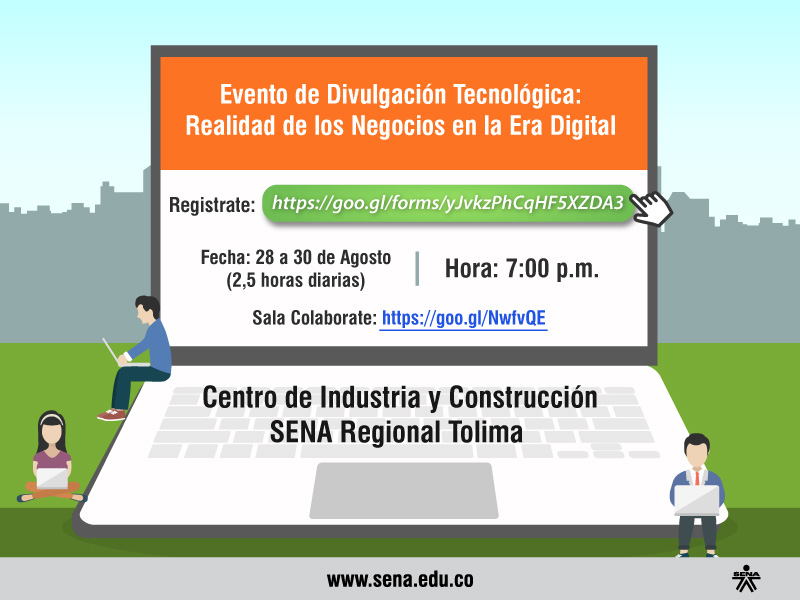 Evento de Divulgación Tecnológica:
Realidad de los Negocios en la Era Digital
Registrate: https://goo.gl/forms/yJvkzPhCqHF5XZDA3
Fecha: 28 a 30 de Agosto
(2,5 horas diarias)
Hora: 7:00 p.m.
Sala Colaborate: https://goo.gl/NwfvQE
Centro de Industria y Construcción
SENA Regional Tolima
www.sena.edu.co
SENA